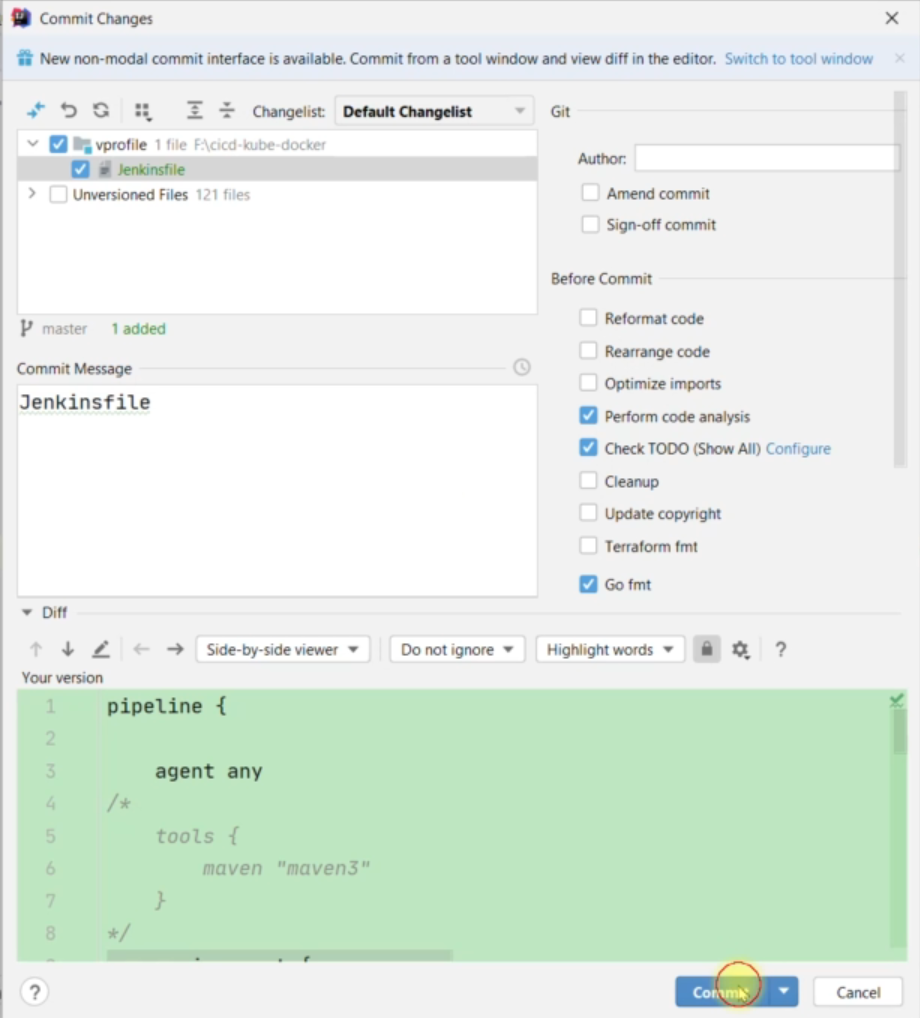 Commit Changes
New non-modal commit interface is available. Commit from a tool window and view diff in the editor. Switch to tool window
Changelist: Default Changelist
vprofile 1 file F:\cicd-kube-docker
Jenkinsfile
Unversioned Files 121 files
master 1 added
Commit Message
Jenkinsfile
Git
Author:
Amend commit
Sign-off commit
Before Commit
Reformat code
Rearrange code
Optimize imports
Perform code analysis
Check TODO (Show All) Configure
Cleanup
Update copyright
Terraform fmt
Go fmt
Diff
Side-by-side viewer Do not ignore Highlight words ?
Your version
1 pipeline {
2
3 agent any
4 /*
5 tools {
6 maven "maven3"
7 }
8 */
? Commit Cancel